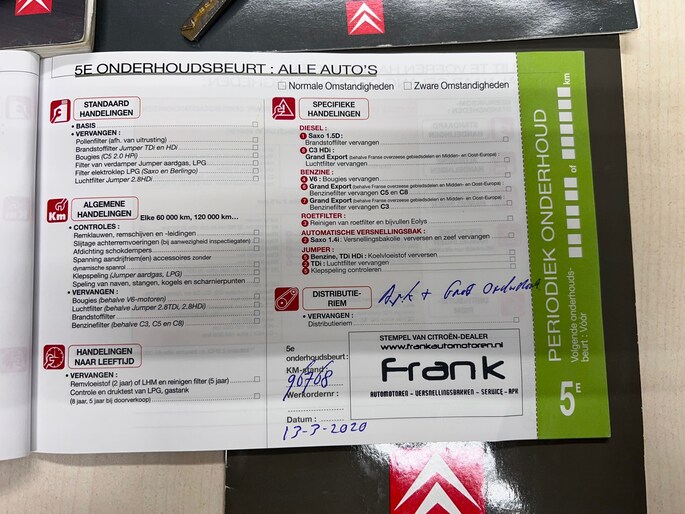 5E ONDERHOUDSBEURT : ALLE AUTO'S
Normale Omstandigheden Zware Omstandigheden
STANDAARD
HANDELINGEN
• BASIS
• VERVANGEN :
Pollenfilter (afh. van uitrusting)
Brandstoffilter Jumper TDi en HDi
Bougies (C5 2.0 HPi)
Filter van verdamper Jumper aardgas, LPG
Filter elektroklep LPG (Saxo en Berlingo)
Luchtfilter Jumper 2.8HDi
Km
ALGEMENE
HANDELINGEN
Elke 60 000 km, 120 000 km...
• CONTROLES :
Remklauwen, remschijven en -leidingen
Slijtage achterremvoeringen (bij aanwezigheid inspectiegaten)
Afdichting schokdempers
Spanning aandrijfriem(en) accessoires zonder
dynamische spanrol
Klepspeling (Jumper aardgas, LPG)
Speling van naven, stangen, kogels en scharnierpunten
• VERVANGEN :
Bougies (behalve V6-motoren)
Luchtfilter (behalve Jumper 2.8TDi, 2.8HDi)
Brandstoffilter
Benzinefilter (behalve C3, C5 en C8)
HANDELINGEN
NAAR LEEFTIJD
• VERVANGEN :
Remvloeistof (2 jaar) of LHM en reinigen filter (5 jaar)
Controle en druktest van LPG, gastank
(8 jaar, 5 jaar bij doorverkoop)
SPECIFIEKE
HANDELINGEN
DIESEL :
1 Saxo 1.5D :
Brandstoffilter vervangen
8 C3 HDi :
Grand Export (behalve Franse overzeese gebiedsdelen en Midden- en Oost-Europa) :
Luchtfilter vervangen
BENZINE :
4 V6 : Bougies vervangen
6 Grand Export (behalve Franse overzeese gebiedsdelen en Midden- en Oost-Europa) :
Benzinefilter vervangen C5 en C8
7 Grand Export (behalve Franse overzeese gebiedsdelen en Midden- en Oost-Europa) :
Benzinefilter vervangen C3
ROETFILTER :
3 Reinigen van roetfilter en bijvullen Eolys
AUTOMATISCHE VERSNELLINGSBAK :
2 Saxo 1.4i : Versnellingsbakolie verversen en zeef vervangen
JUMPER :
5 Benzine, TDi HDi : Koelvloeistof verversen
5 TDi : Luchtfilter vervangen
5 Klepspeling controleren
DISTRIBUTIE-
RIEM
Apk + Groot Onderhoud
• VERVANGEN :
Distributieriem
5e
onderhoudsbeurt :
KM-stand :
90708
Werkordernr :
Datum :
13-3-2020
STEMPEL VAN CITROËN-DEALER
www.frankautomotoren.nl
Frank
AUTOMOTOREN - VERSNELLINGSBAKKEN - SERVICE - APK
PERIODIEK ONDERHOUD
Volgende onderhouds-
beurt : Vóór
of
km
5E